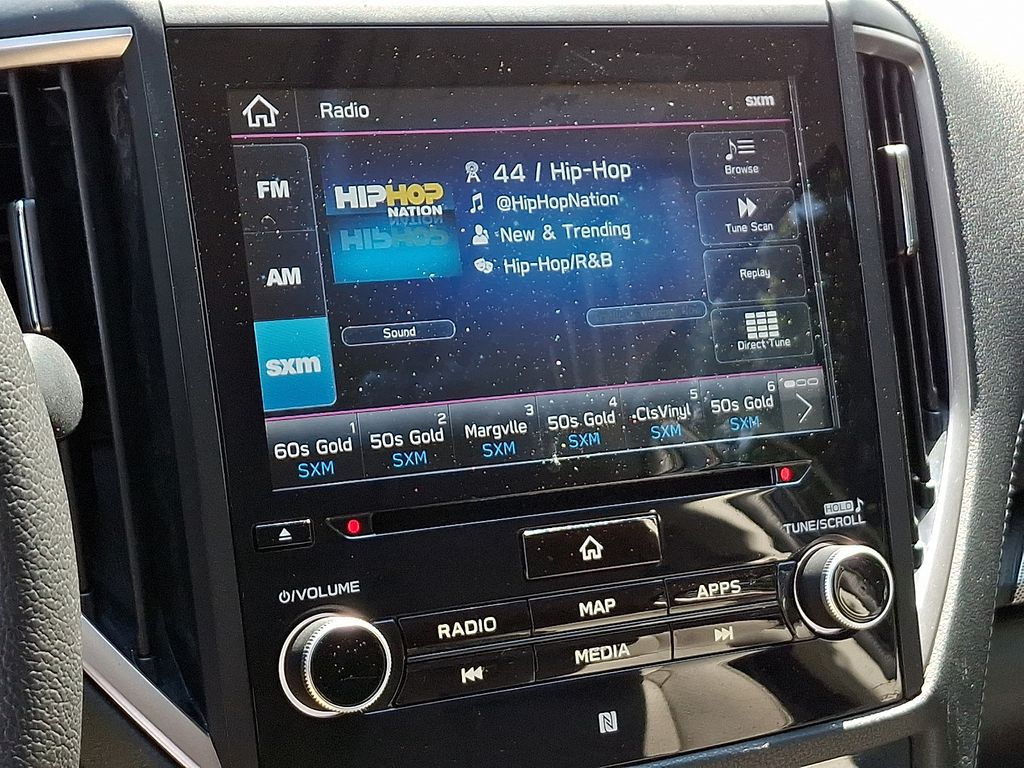 Radio
sxm
FM
AM
sxm
HIPHOP
NATION
44 / Hip-Hop
@HipHopNation
New & Trending
Hip-Hop/R&B
Sound
Browse
Tune Scan
Replay
Direct Tune
1
60s Gold
SXM
2
50s Gold
SXM
3
Margvlle
SXM
4
50s Gold
SXM
5
ClsVinyl
SXM
6
50s Gold
SXM
HOLD
TUNE/SCROLL
/VOLUME
RADIO
MAP
APPS
MEDIA